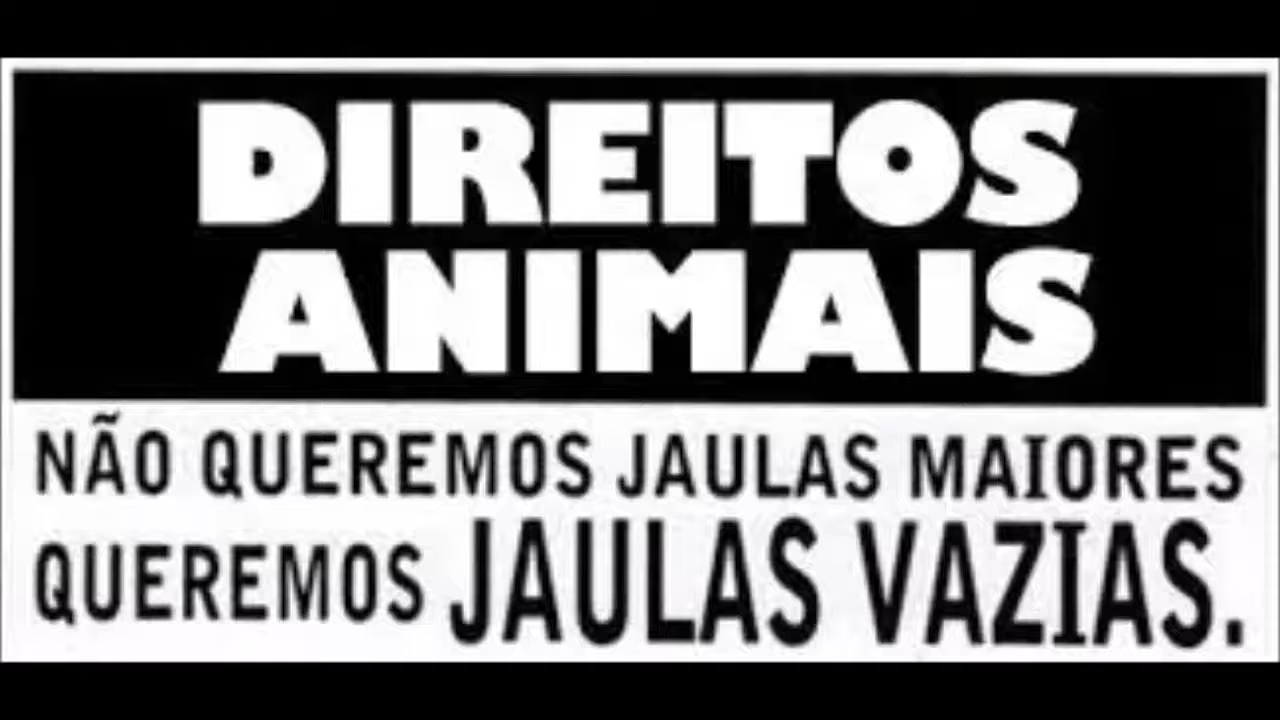 DIREITOS
ANIMAIS
NÃO QUEREMOS JAULAS MAIORES
QUEREMOS JAULAS VAZIAS.